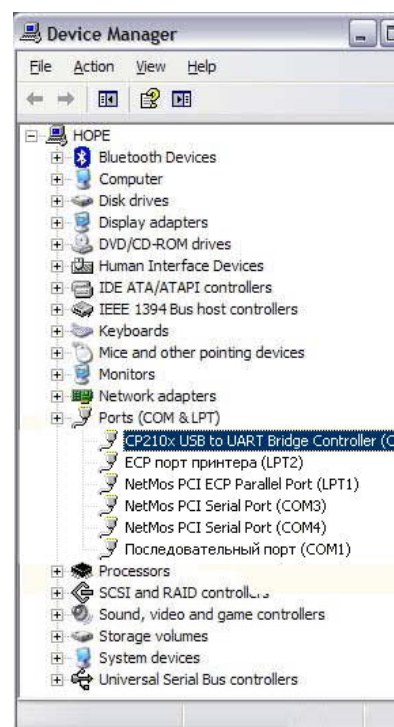 Device Manager
File Action View Help
HOPE
Bluetooth Devices
Computer
Disk drives
Display adapters
DVD/CD-ROM drives
Human Interface Devices
IDE ATA/ATAPI controllers
IEEE 1394 Bus host controllers
Keyboards
Mice and other pointing devices
Monitors
Network adapters
Ports (COM & LPT)
CP210x USB to UART Bridge Controller (C
ECP порт принтера (LPT2)
NetMos PCI ECP Parallel Port (LPT1)
NetMos PCI Serial Port (COM3)
NetMos PCI Serial Port (COM4)
Последовательный порт (COM1)
Processors
SCSI and RAID
Sound, video and game controllers
Storage volumes
System devices
Universal Serial Bus controllers